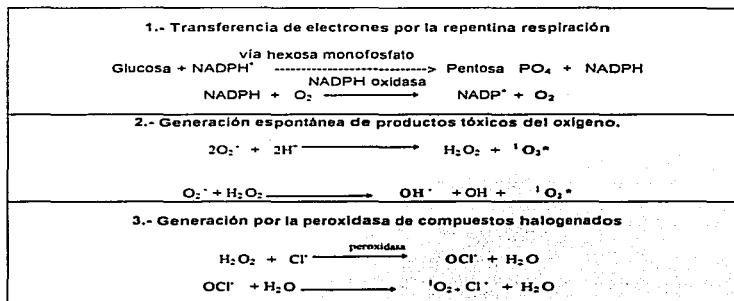 1.- Transferencia de electrones por la repentina respiración
vía hexosa monofosfato
Glucosa + NADPH⁺ --------------------> Pentosa PO₄ + NADPH
NADPH oxidasa
NADPH + O₂ ⟶ NADP⁺ + O₂
2.- Generación espontánea de productos tóxicos del oxígeno.
2O₂⁻ + 2H⁺ ⟶ H₂O₂ + ¹O₃*
O₂⁻ + H₂O₂ ⟶ OH⁻ + OH + ¹O₃*
3.- Generación por la peroxidasa de compuestos halogenados
peroxidasa
H₂O₂ + Cl⁻ ⟶ OCl⁻ + H₂O
OCl⁻ + H₂O ⟶ ¹O₂ + Cl⁻ + H₂O